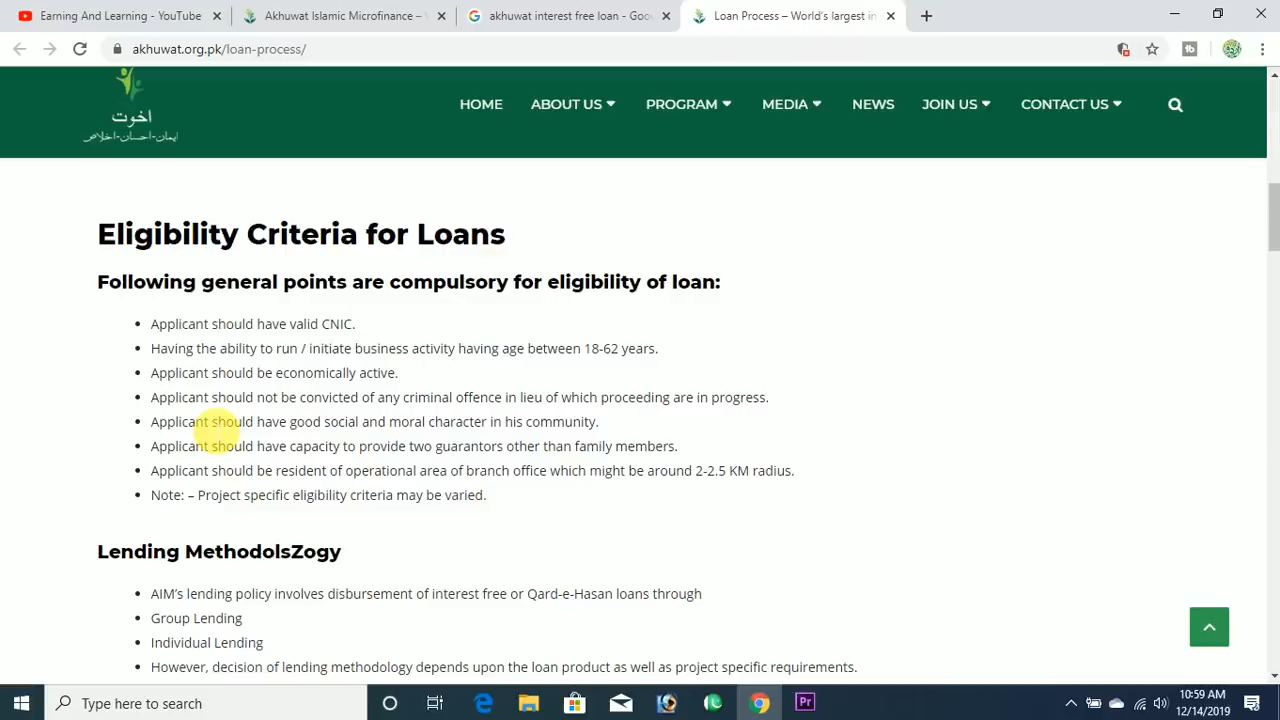 Earning And Learning - YouTube
Akhuwat Islamic Microfinance –
akhuwat interest free loan - Goo
Loan Process – World's largest in
akhuwat.org.pk/loan-process/
اخوت
ایمان-احسان-اخلاص
HOME ABOUT US PROGRAM MEDIA NEWS JOIN US CONTACT US
Eligibility Criteria for Loans
Following general points are compulsory for eligibility of loan:
Applicant should have valid CNIC.
Having the ability to run / initiate business activity having age between 18-62 years.
Applicant should be economically active.
Applicant should not be convicted of any criminal offence in lieu of which proceeding are in progress.
Applicant should have good social and moral character in his community.
Applicant should have capacity to provide two guarantors other than family members.
Applicant should be resident of operational area of branch office which might be around 2-2.5 KM radius.
Note: – Project specific eligibility criteria may be varied.
Lending MethodolsZogy
AIM's lending policy involves disbursement of interest free or Qard-e-Hasan loans through
Group Lending
Individual Lending
However, decision of lending methodology depends upon the loan product as well as project specific requirements.
Type here to search
Pr
10:59 AM
12/14/2019